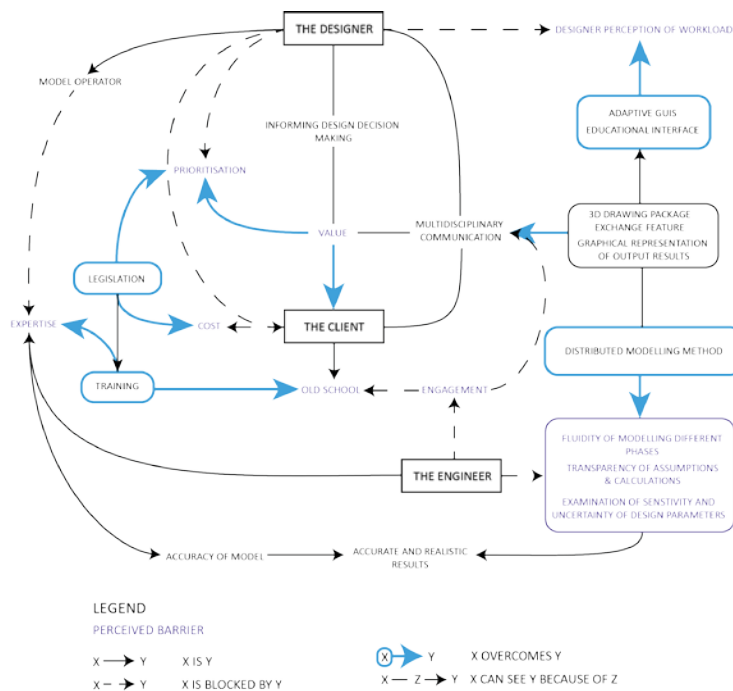 THE DESIGNER
DESIGNER PERCEPTION OF WORKLOAD
MODEL OPERATOR
ADAPTIVE GUIS
EDUCATIONAL INTERFACE
INFORMING DESIGN DECISION
MAKING
PRIORITISATION
3D DRAWING PACKAGE
EXCHANGE FEATURE
GRAPHICAL REPRESENTATION
OF OUTPUT RESULTS
VALUE
MULTIDISCIPLINARY
COMMUNICATION
LEGISLATION
EXPERTISE
COST
THE CLIENT
DISTRIBUTED MODELLING METHOD
TRAINING
OLD SCHOOL
ENGAGEMENT
FLUIDITY OF MODELLING DIFFERENT
PHASES
TRANSPARENCY OF ASSUMPTIONS
& CALCULATIONS
EXAMINATION OF SENSTIVITY AND
UNCERTAINTY OF DESIGN PARAMETERS
THE ENGINEER
ACCURACY OF MODEL
ACCURATE AND REALISTIC
RESULTS
LEGEND
PERCEIVED BARRIER
X Y X IS Y
X Y X IS BLOCKED BY Y
X Y X OVERCOMES Y
X Z Y X CAN SEE Y BECAUSE OF Z